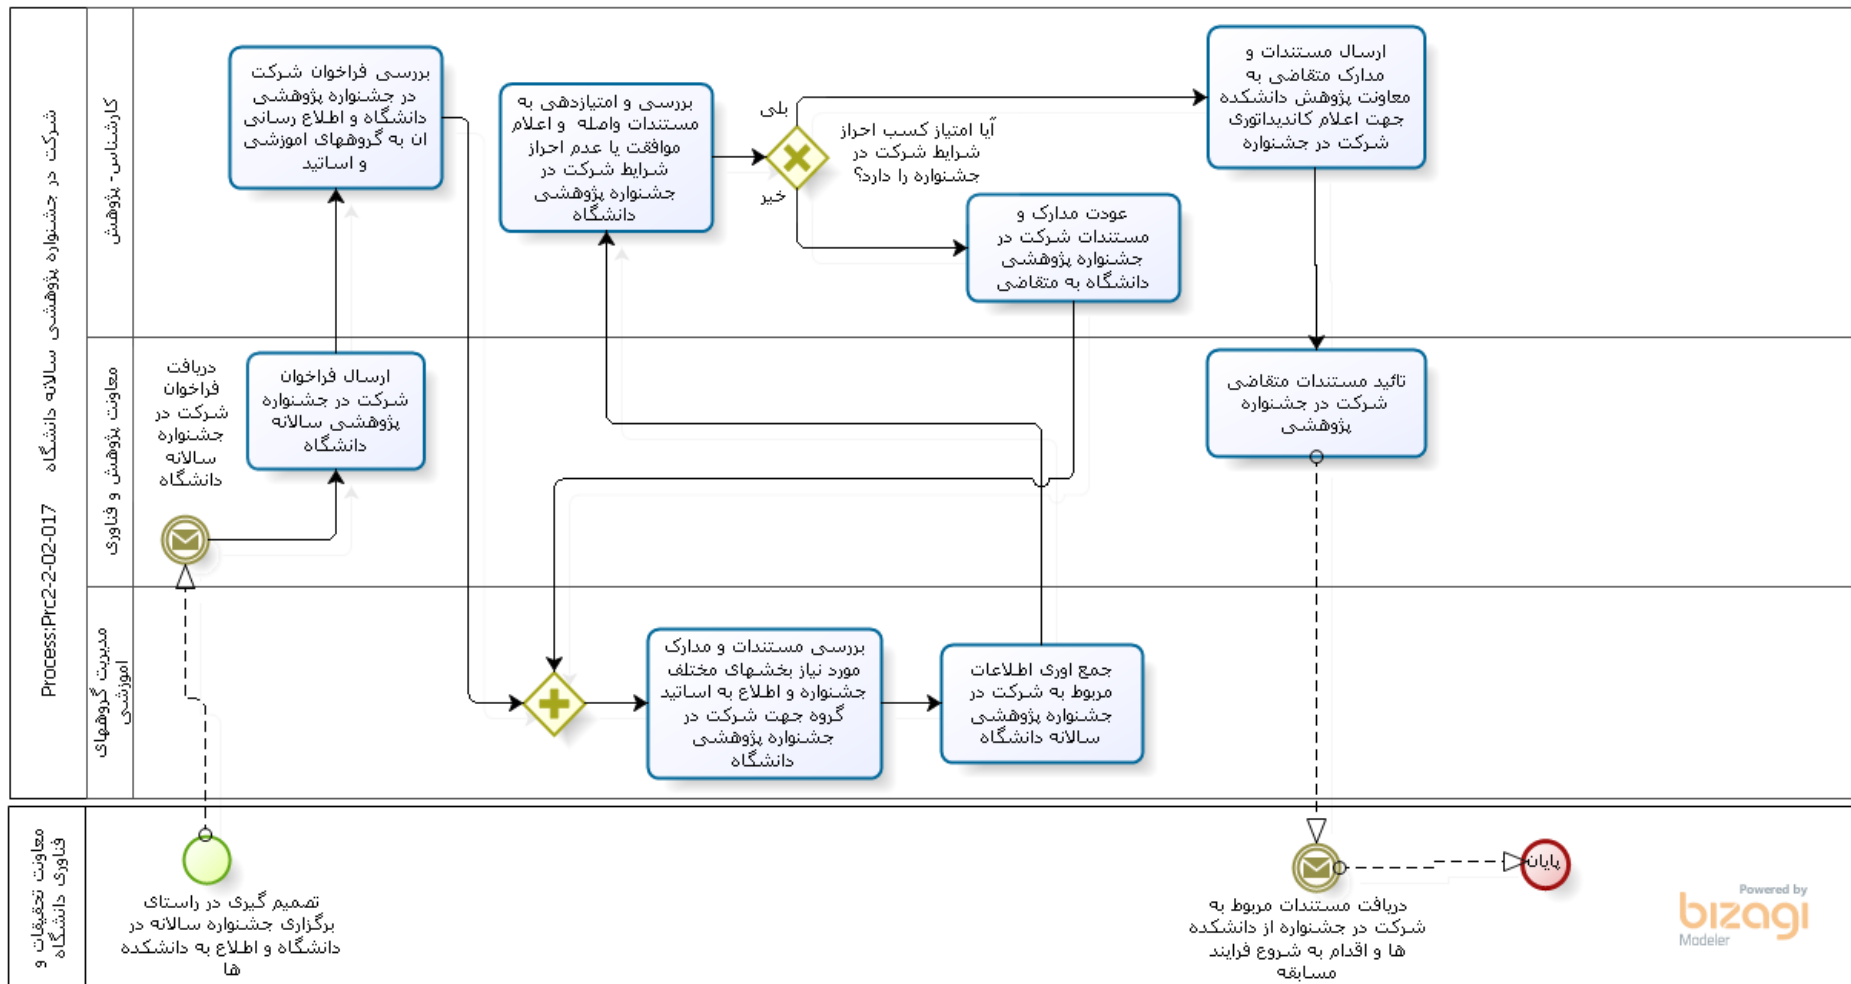 شرکت در جشنواره پژوهشی سالانه دانشگاه
Process:Prc2-2-02-017
کارشناس- پژوهش
بررسی فراخوان شرکت
در جشنواره پژوهشی
دانشگاه و اطلاع رسانی
ان به گروههای اموزشی
و اساتید
بررسی و امتیازدهی به
مستندات واصله و اعلام
موافقت یا عدم احراز
شرایط شرکت در
جشنواره پژوهشی
دانشگاه
بلی
خیر
آیا امتیاز کسب احراز
شرایط شرکت در
جشنواره را دارد؟
ارسال مستندات و
مدارک متقاضی به
معاونت پژوهش دانشکده
جهت اعلام کاندیداتوری
شرکت در جشنواره
عودت مدارک و
مستندات شرکت در
جشنواره پژوهشی
دانشگاه به متقاضی
معاونت پژوهش و فناوری
دریافت
فراخوان
شرکت در
جشنواره
سالانه
دانشگاه
ارسال فراخوان
شرکت در جشنواره
پژوهشی سالانه
دانشگاه
تائید مستندات متقاضی
شرکت در جشنواره
پژوهشی
مدیریت گروههای
اموزشی
بررسی مستندات و مدارک
مورد نیاز بخشهای مختلف
جشنواره و اطلاع به اساتید
گروه جهت شرکت در
جشنواره پژوهشی
دانشگاه
جمع اوری اطلاعات
مربوط به شرکت در
جشنواره پژوهشی
سالانه دانشگاه
معاونت تحقیقات و
فناوری دانشگاه
تصمیم گیری در راستای
برگزاری جشنواره سالانه در
دانشگاه و اطلاع به دانشکده
ها
دریافت مستندات مربوط به
شرکت در جشنواره از دانشکده
ها و اقدام به شروع فرایند
مسابقه
پایان
Powered by
bizagi
Modeler